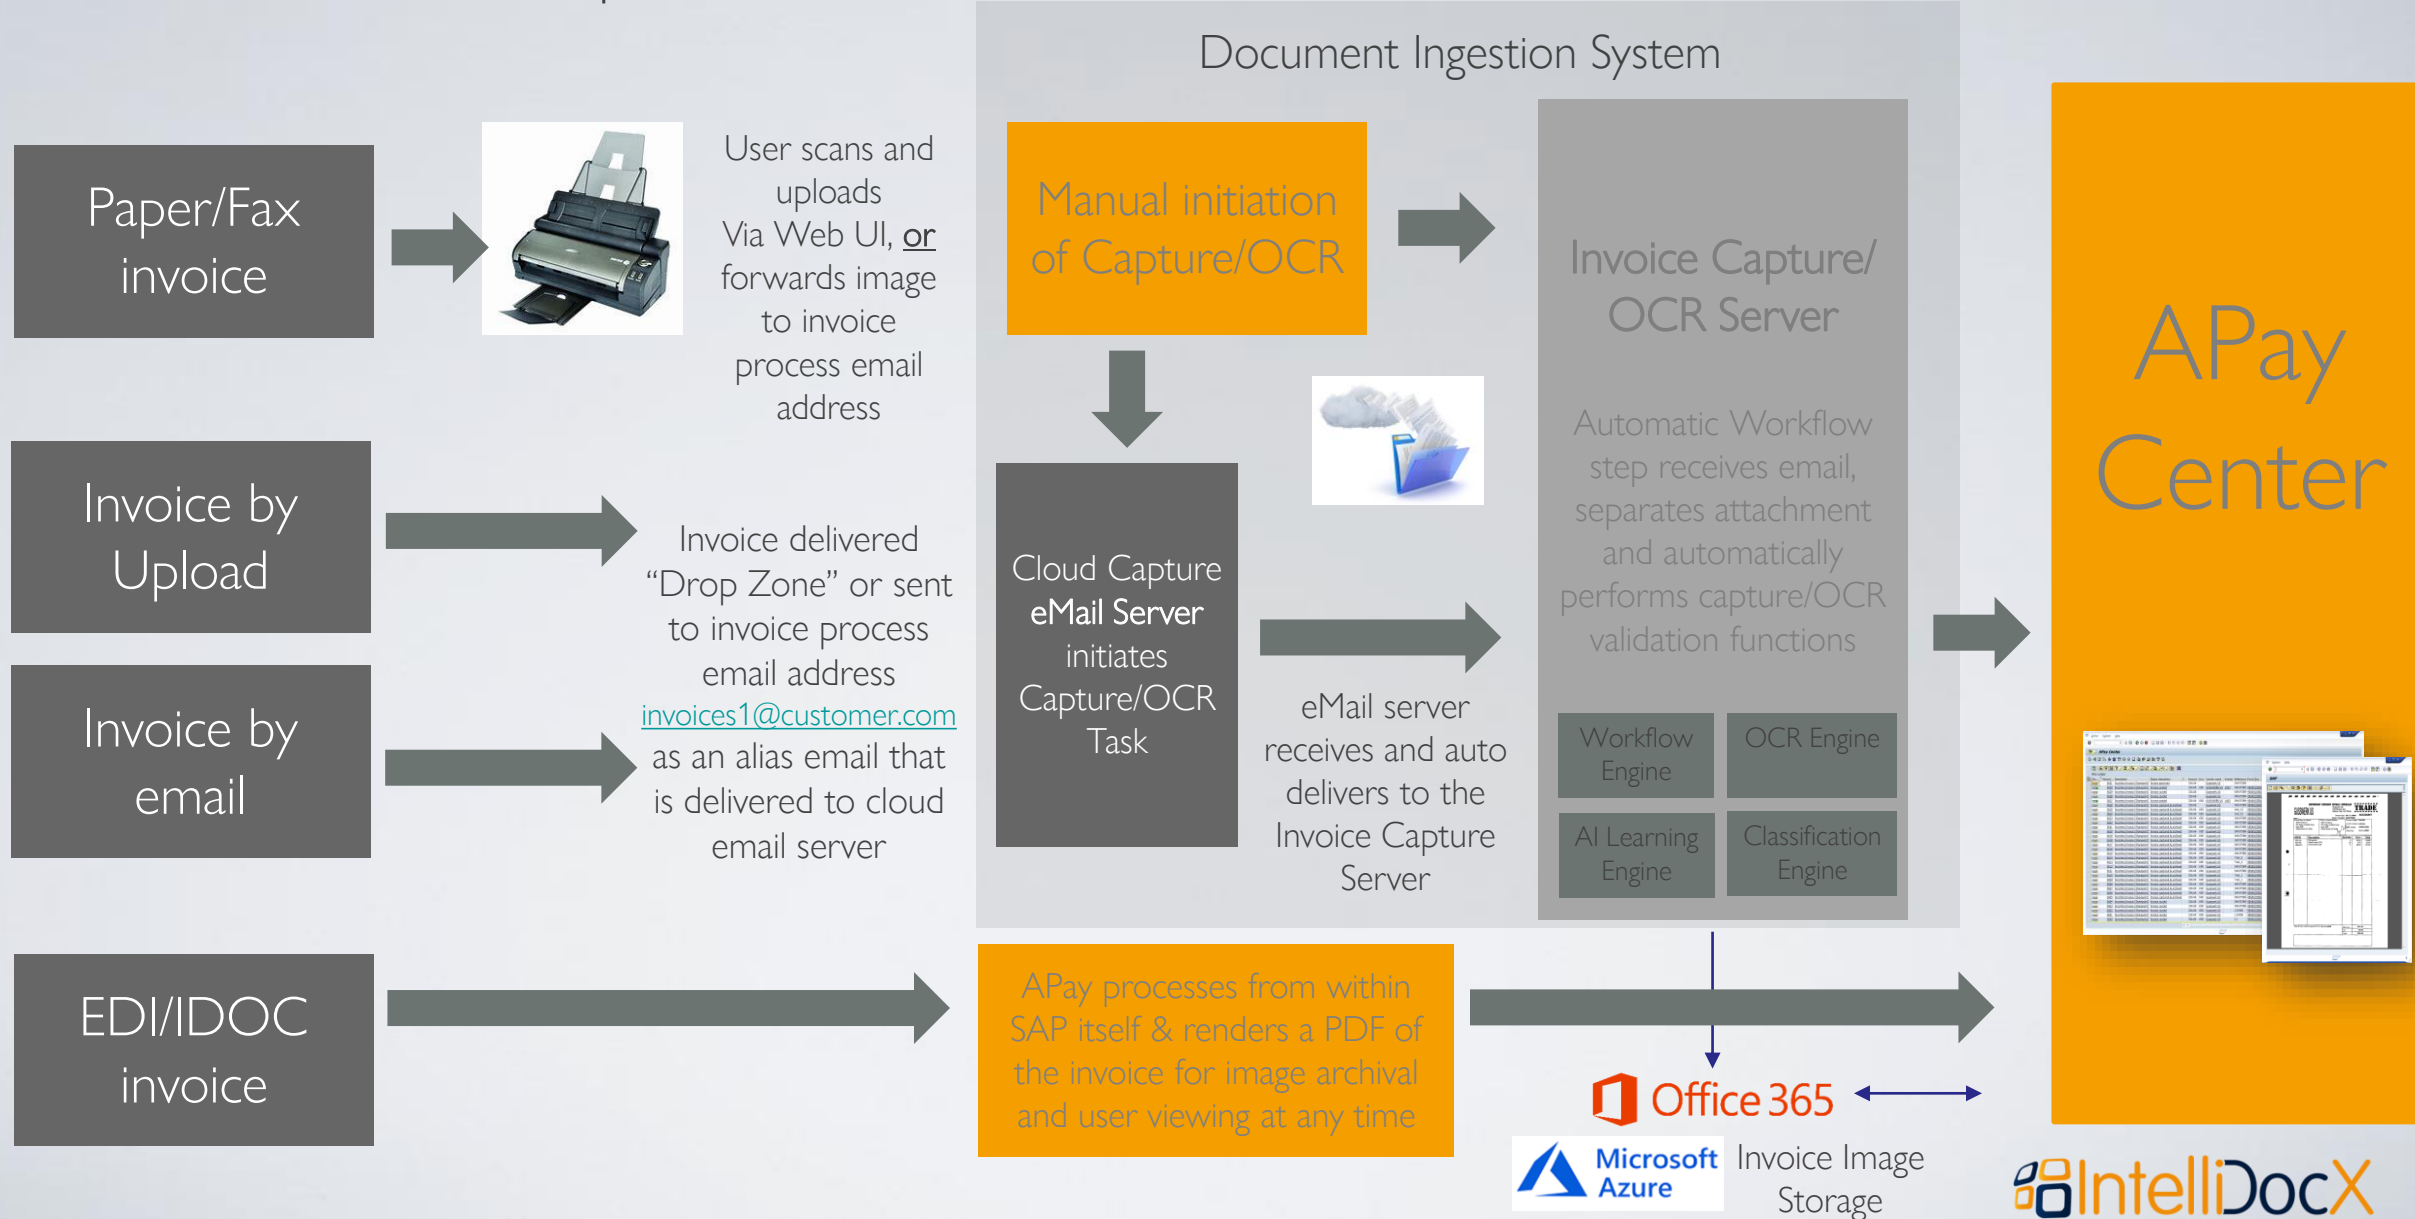 Document Ingestion System
Paper/Fax
invoice
User scans and
uploads
Via Web UI, or
forwards image
to invoice
process email
address
Manual initiation
of Capture/OCR
Invoice Capture/
OCR Server
Automatic Workflow
step receives email,
separates attachment
and automatically
performs capture/OCR
validation functions
Workflow
Engine
OCR Engine
AI Learning
Engine
Classification
Engine
APay
Center
Invoice by
Upload
Invoice by
email
Invoice delivered
“Drop Zone” or sent
to invoice process
email address
invoices1@customer.com
as an alias email that
is delivered to cloud
email server
Cloud Capture
eMail Server
initiates
Capture/OCR
Task
eMail server
receives and auto
delivers to the
Invoice Capture
Server
TRADE
EDI/IDOC
invoice
APay processes from within
SAP itself & renders a PDF of
the invoice for image archival
and user viewing at any time
Office 365
Microsoft
Azure
Invoice Image
Storage
IntelliDocX